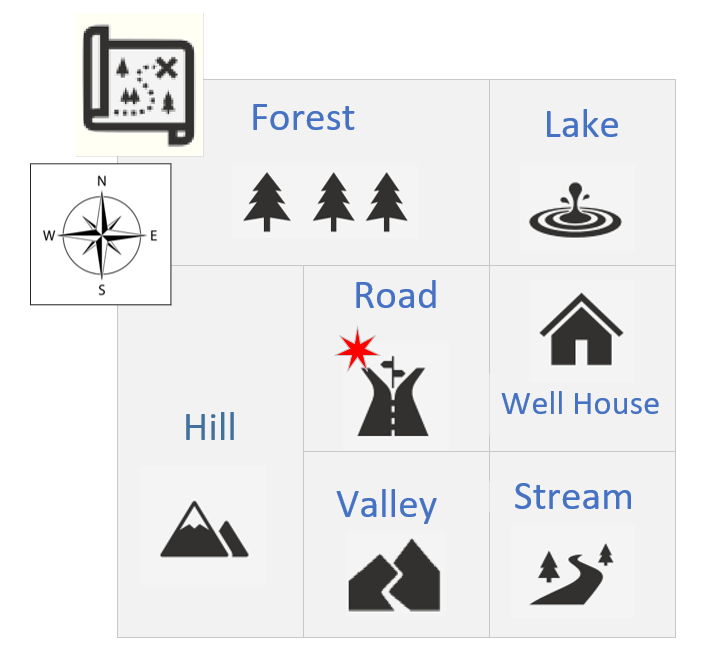 Forest
Lake
N
W
E
S
Road
Well House
Hill
Valley
Stream